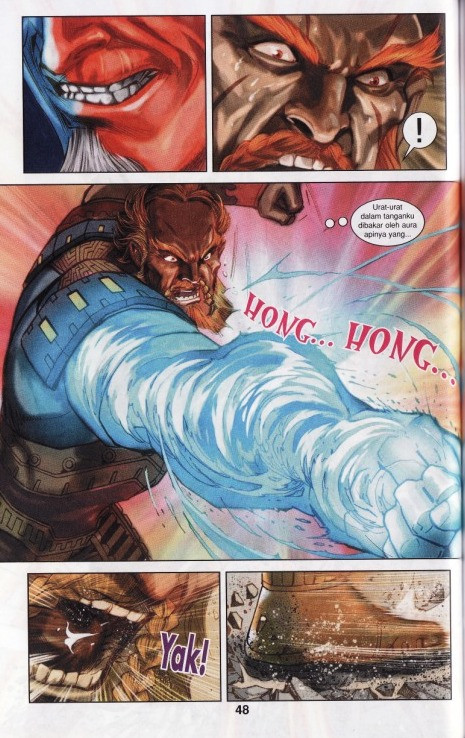 !
Urat-urat
dalam tanganku
dibakar oleh aura
apinya yang...
HONG... HONG...
Yak!
48